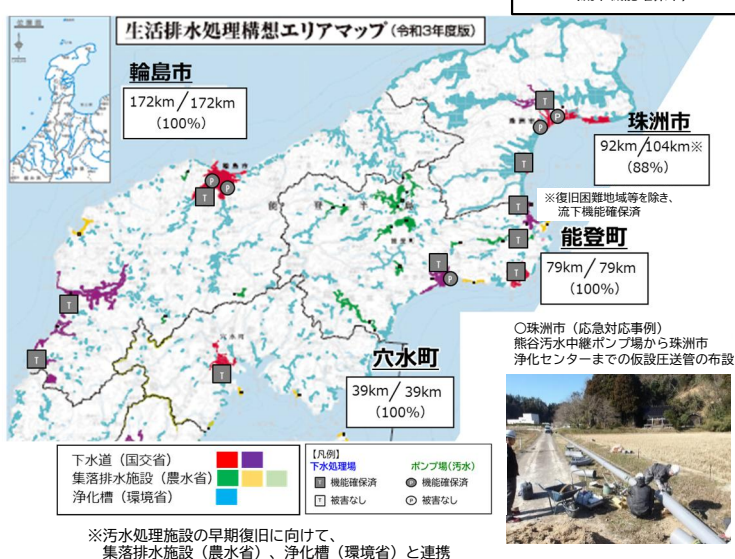 生活排水処理構想エリアマップ（令和3年度版）
輪島市
172km／172km
（100%）
珠洲市
92km／104km※
（88%）
※復旧困難地域等を除き、
流下機能確保済
能登町
79km／79km
（100%）
穴水町
39km／39km
（100%）
○珠洲市（応急対応事例）
熊谷汚水中継ポンプ場から珠洲市
浄化センターまでの仮設圧送管の布設
下水道（国交省）
集落排水施設（農水省）
浄化槽（環境省）
【凡例】
下水処理場
ポンプ場(汚水)
T 機能確保済
P 機能確保済
T 被害なし
P 被害なし
※汚水処理施設の早期復旧に向けて、
集落排水施設（農水省）、浄化槽（環境省）と連携